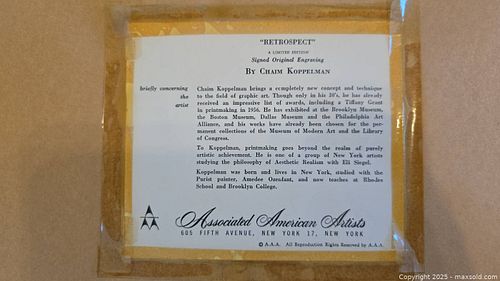 "RETROSPECT"
A LIMITED EDITION
Signed Original Engraving
BY CHAIM KOPPELMAN
briefly concerning
the
artist
Chaim Koppelman brings a completely new concept and technique
to the field of graphic art. Though only in his 30's, he has already
received an impressive list of awards, including a Tiffany Grant
in printmaking in 1956. He has exhibited at the Brooklyn Museum,
the Boston Museum, Dallas Museum and the Philadelphia Art
Alliance, and his works have already been chosen for the per-
manent collections of the Museum of Modern Art and the Library
of Congress.
To Koppelman, printmaking goes beyond the realm of purely
artistic achievement. He is one of a group of New York artists
studying the philosophy of Aesthetic Realism with Eli Siegel.
Koppelman was born and lives in New York, studied with the
Purist painter, Amedee Ozenfant, and now teaches at Rhodes
School and Brooklyn College.
Associated American Artists
605 FIFTH AVENUE, NEW YORK 17, NEW YORK
© A.A.A. All Reproduction Rights Reserved by A.A.A.
Copyright 2025 - maxsold.com